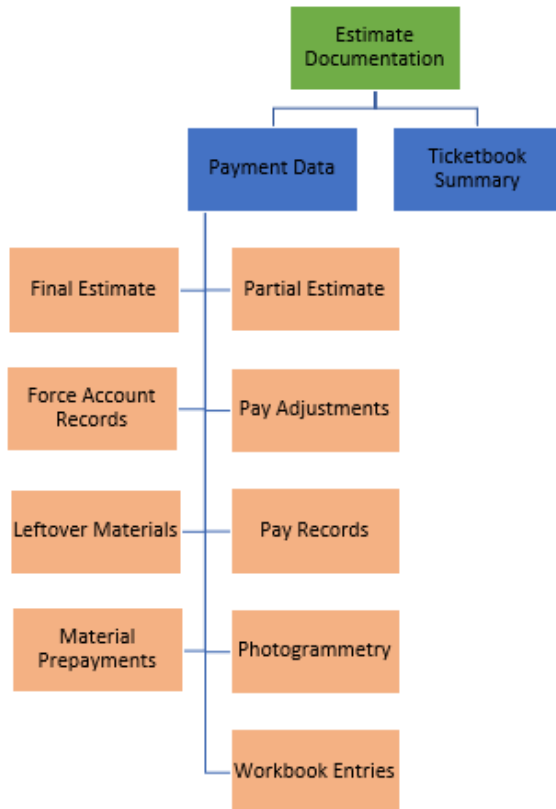 Estimate
Documentation
Payment Data
Ticketbook
Summary
Final Estimate
Partial Estimate
Force Account
Records
Pay Adjustments
Leftover Materials
Pay Records
Material
Prepayments
Photogrammetry
Workbook Entries